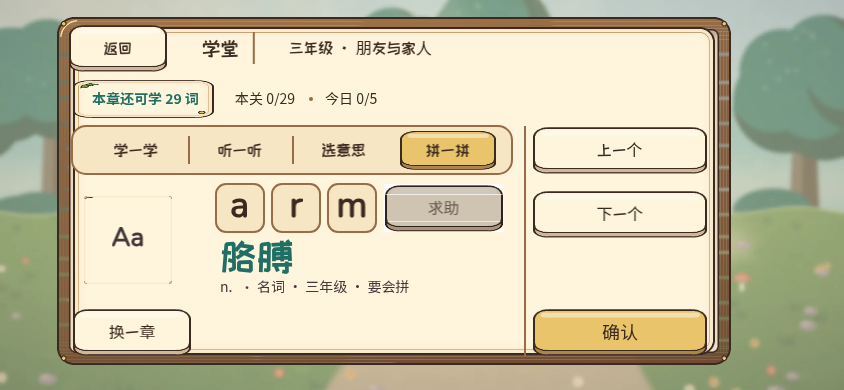 返回
学堂
三年级 · 朋友与家人
本章还可学 29 词
本关 0/29 • 今日 0/5
学一学
听一听
选意思
拼一拼
上一个
a r m
求助
下一个
Aa
胳膊
n. · 名词 · 三年级 · 要会拼
换一章
确认